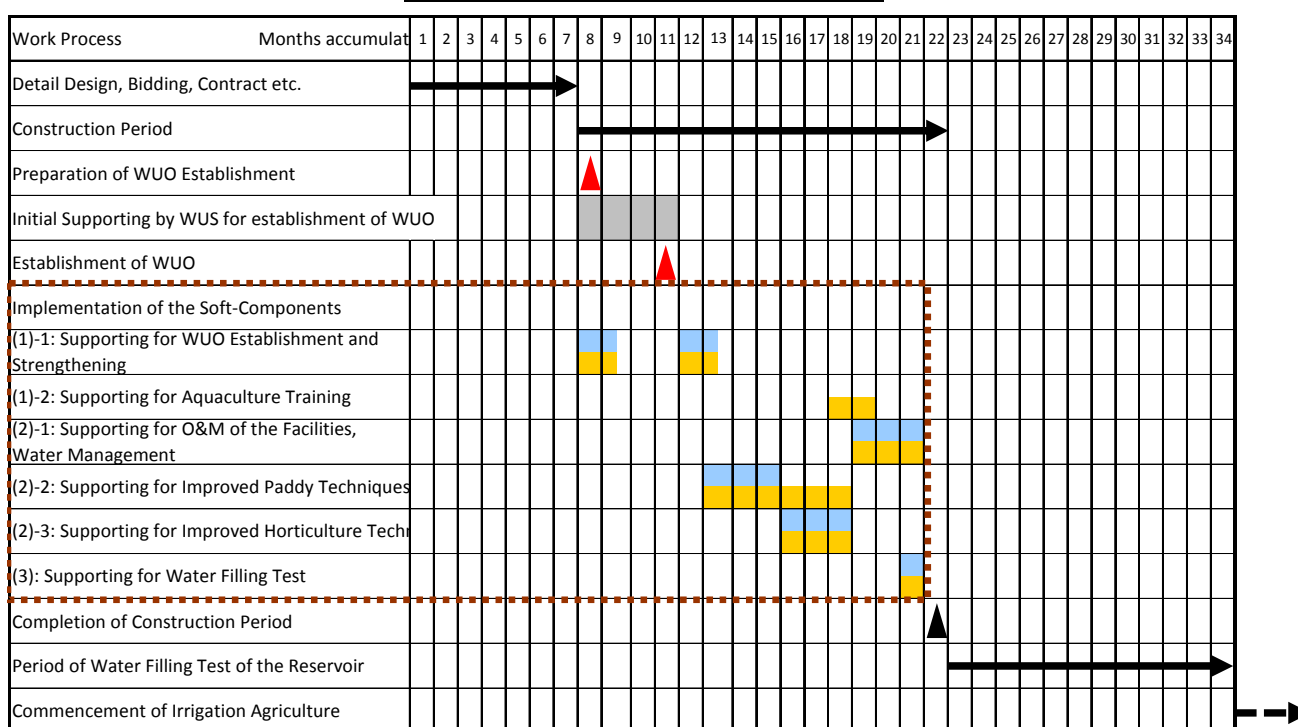 Work Process Months accumulat 1 2 3 4 5 6 7 8 9 10 11 12 13 14 15 16 17 18 19 20 21 22 23 24 25 26 27 28 29 30 31 32 33 34
Detail Design, Bidding, Contract etc.
Construction Period
Preparation of WUO Establishment
Initial Supporting by WUS for establishment of WUO
Establishment of WUO
Implementation of the Soft-Components
(1)-1: Supporting for WUO Establishment and
Strengthening
(1)-2: Supporting for Aquaculture Training
(2)-1: Supporting for O&M of the Facilities,
Water Management
(2)-2: Supporting for Improved Paddy Techniques
(2)-3: Supporting for Improved Horticulture Techn
(3): Supporting for Water Filling Test
Completion of Construction Period
Period of Water Filling Test of the Reservoir
Commencement of Irrigation Agriculture